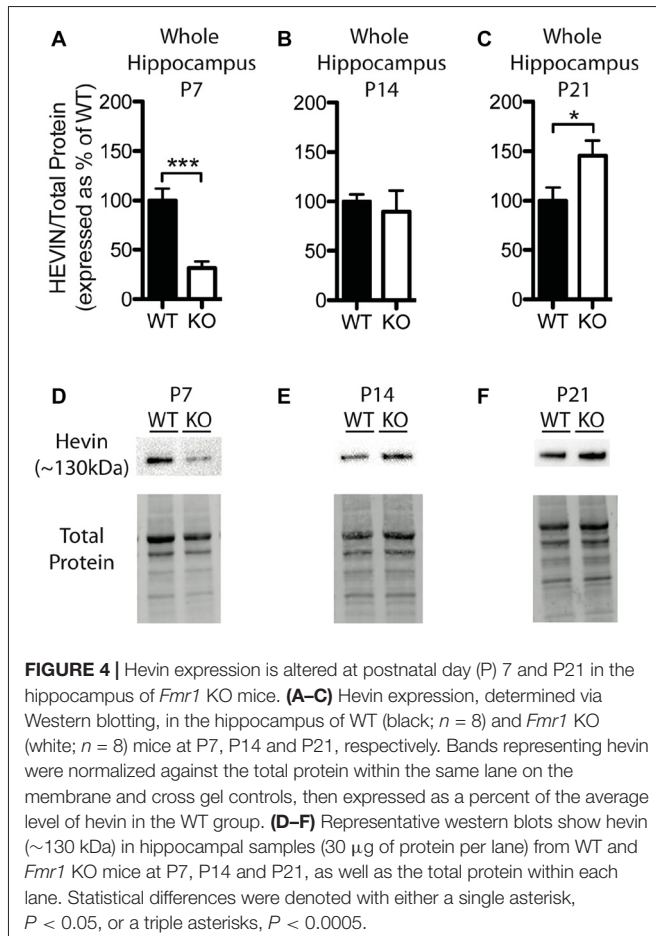 A Whole Hippocampus P7
B Whole Hippocampus P14
C Whole Hippocampus P21
HEVIN/Total Protein
(expressed as % of WT)
200
150
100
50
0
***
WT KO
200
150
100
50
0
WT KO
200
150
100
50
0
*
WT KO
D P7
WT KO
E P14
WT KO
F P21
WT KO
Hevin
(~130kDa)
Total
Protein
FIGURE 4 | Hevin expression is altered at postnatal day (P) 7 and P21 in the
hippocampus of Fmr1 KO mice. (A–C) Hevin expression, determined via
Western blotting, in the hippocampus of WT (black; n = 8) and Fmr1 KO
(white; n = 8) mice at P7, P14 and P21, respectively. Bands representing hevin
were normalized against the total protein within the same lane on the
membrane and cross gel controls, then expressed as a percent of the average
level of hevin in the WT group. (D–F) Representative western blots show hevin
(∼130 kDa) in hippocampal samples (30 µg of protein per lane) from WT and
Fmr1 KO mice at P7, P14 and P21, as well as the total protein within each
lane. Statistical differences were denoted with either a single asterisk,
P < 0.05, or a triple asterisks, P < 0.0005.